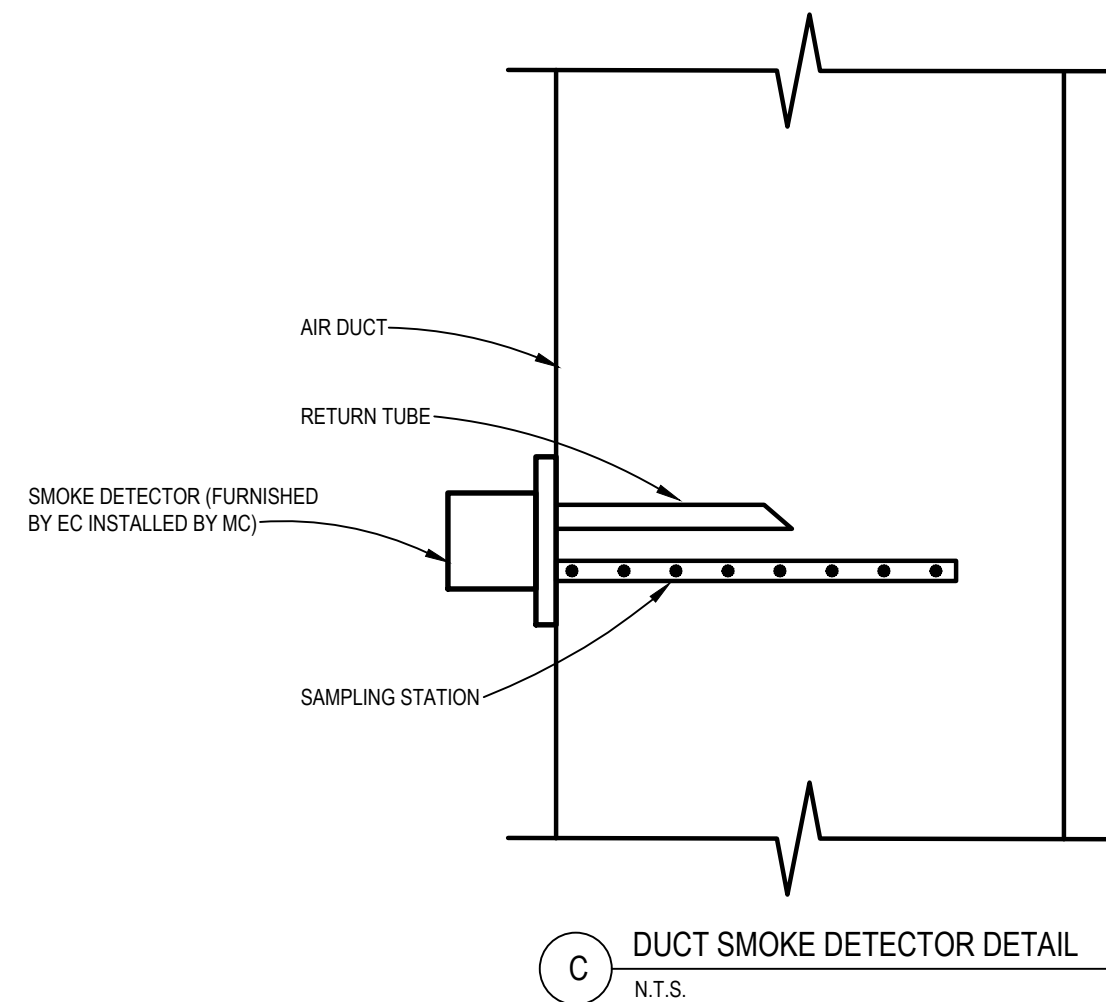 AIR DUCT
RETURN TUBE
SMOKE DETECTOR (FURNISHED
BY EC INSTALLED BY MC)
SAMPLING STATION
C
DUCT SMOKE DETECTOR DETAIL
N.T.S.